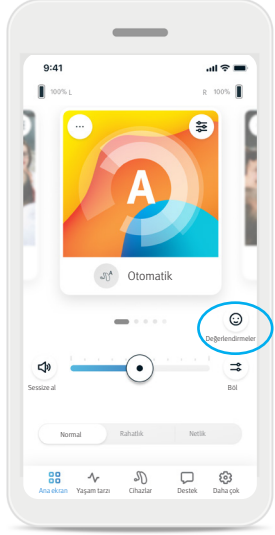 9:41
100% L
R 100%
A
Otomatik
Değerlendirmeler
Sessize al
Böl
Normal
Rahatlık
Netlik
Ana ekran
Yaşam tarzı
Cihazlar
Destek
Daha çok